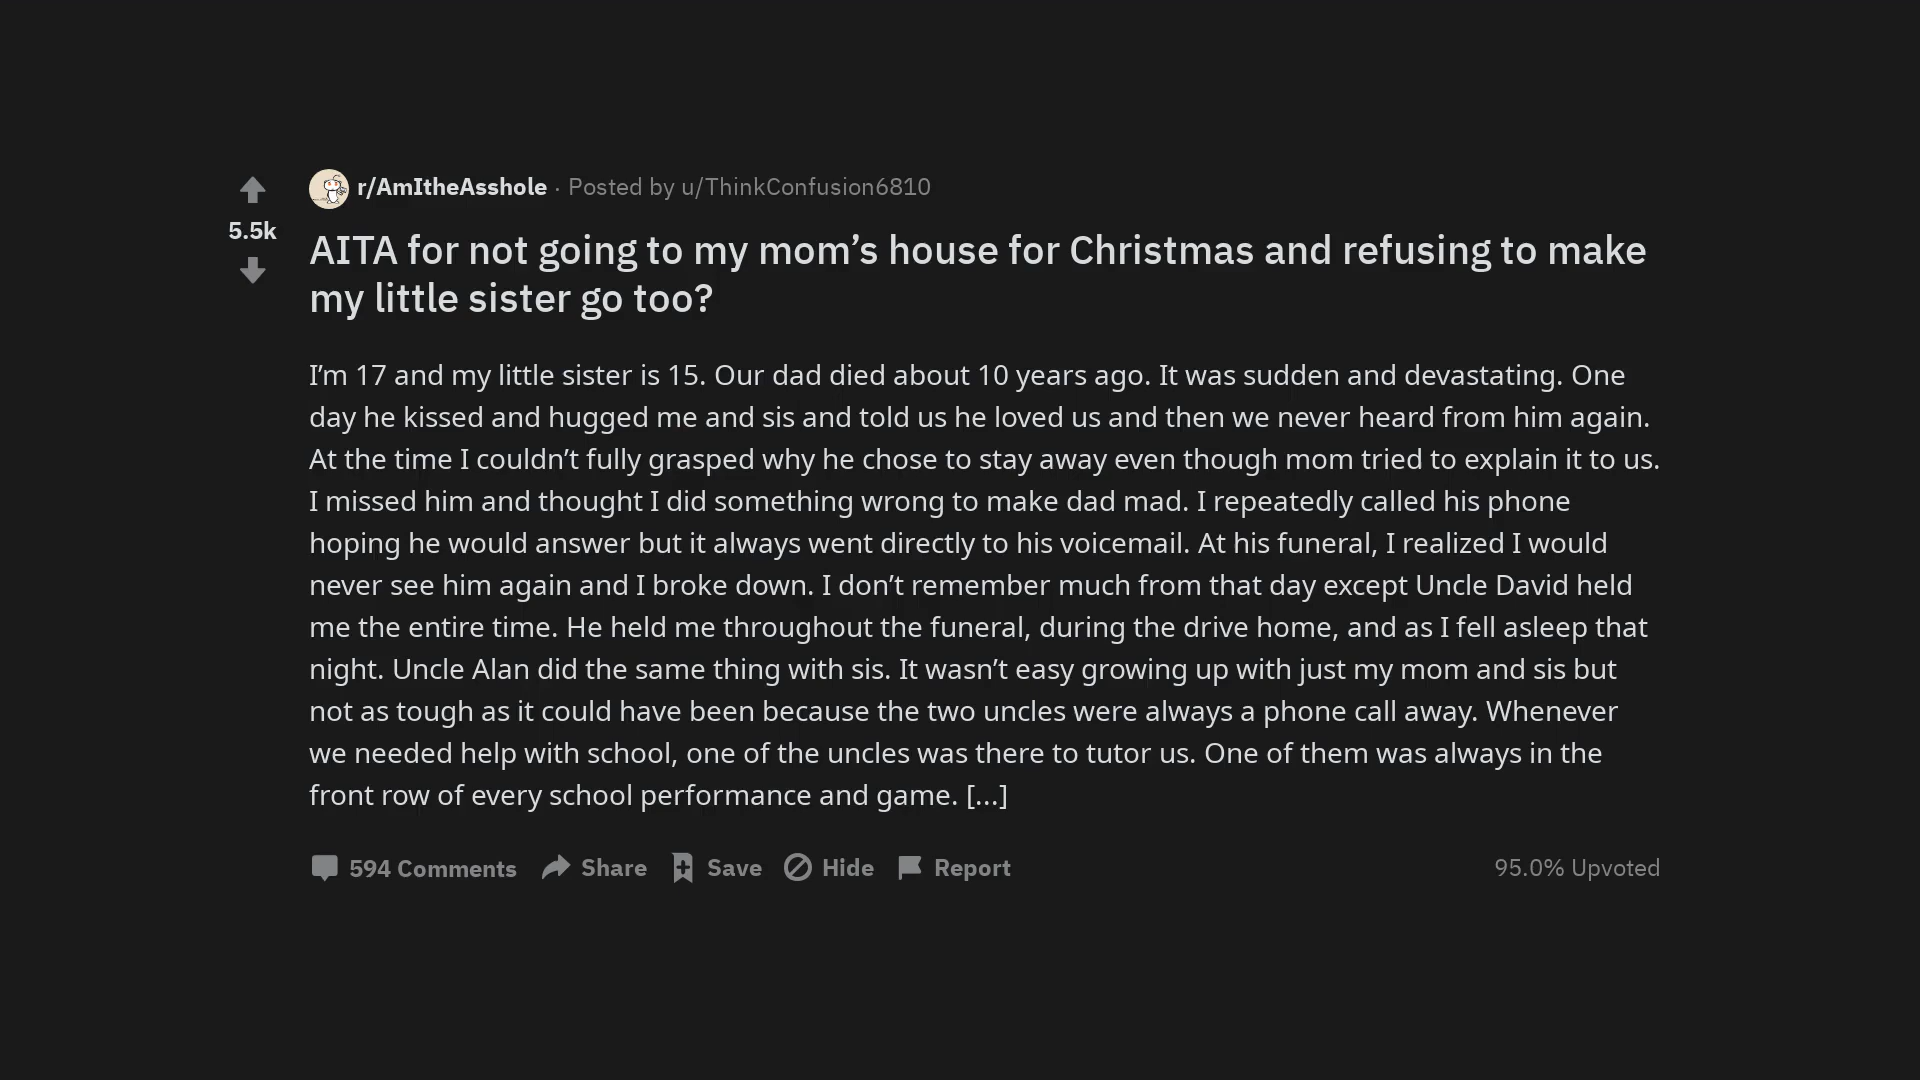 r/AmItheAsshole · Posted by u/ThinkConfusion6810
5.5k
AITA for not going to my mom’s house for Christmas and refusing to make
my little sister go too?
I’m 17 and my little sister is 15. Our dad died about 10 years ago. It was sudden and devastating. One
day he kissed and hugged me and sis and told us he loved us and then we never heard from him again.
At the time I couldn’t fully grasped why he chose to stay away even though mom tried to explain it to us.
I missed him and thought I did something wrong to make dad mad. I repeatedly called his phone
hoping he would answer but it always went directly to his voicemail. At his funeral, I realized I would
never see him again and I broke down. I don’t remember much from that day except Uncle David held
me the entire time. He held me throughout the funeral, during the drive home, and as I fell asleep that
night. Uncle Alan did the same thing with sis. It wasn’t easy growing up with just my mom and sis but
not as tough as it could have been because the two uncles were always a phone call away. Whenever
we needed help with school, one of the uncles was there to tutor us. One of them was always in the
front row of every school performance and game. [...]
594 Comments Share Save Hide Report 95.0% Upvoted